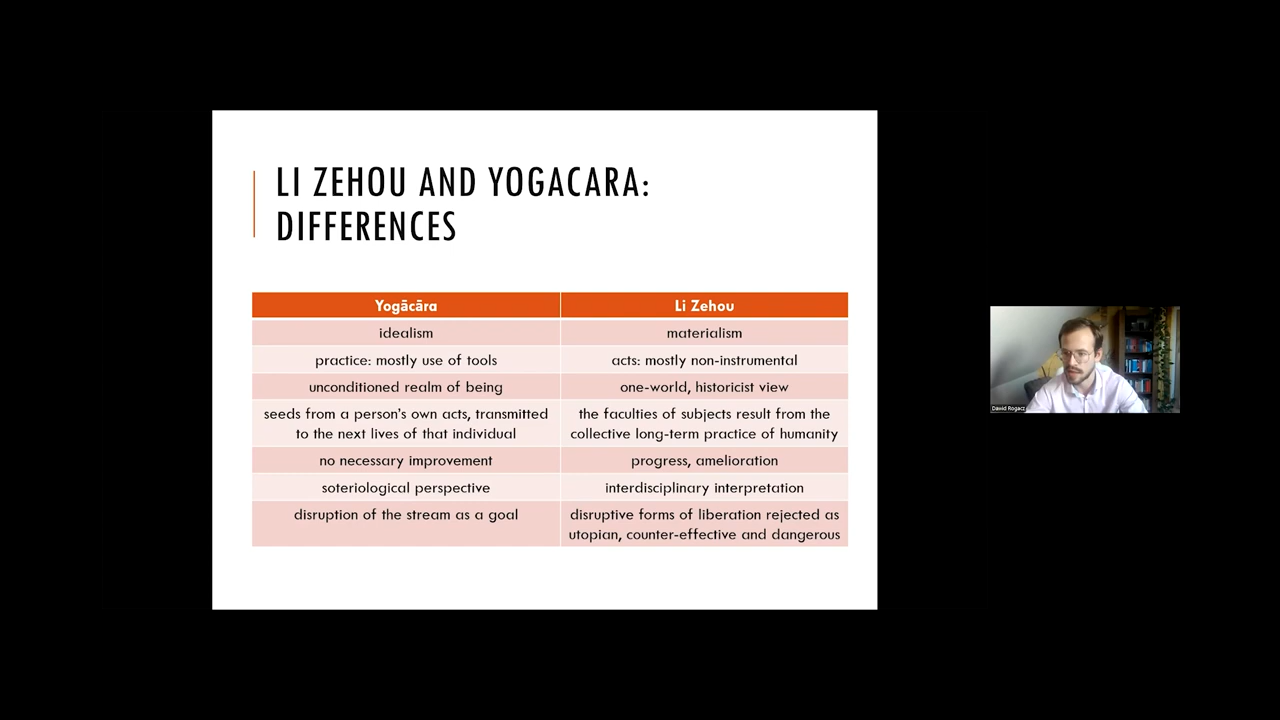 LI ZEHOU AND YOGACARA:
DIFFERENCES
Yogācāra
Li Zehou
idealism
materialism
practice: mostly use of tools
acts: mostly non-instrumental
unconditioned realm of being
one-world, historicist view
seeds from a person's own acts, transmitted
to the next lives of that individual
the faculties of subjects result from the
collective long-term practice of humanity
no necessary improvement
progress, amelioration
soteriological perspective
interdisciplinary interpretation
disruption of the stream as a goal
disruptive forms of liberation rejected as
utopian, counter-effective and dangerous
Dawid Rogacz